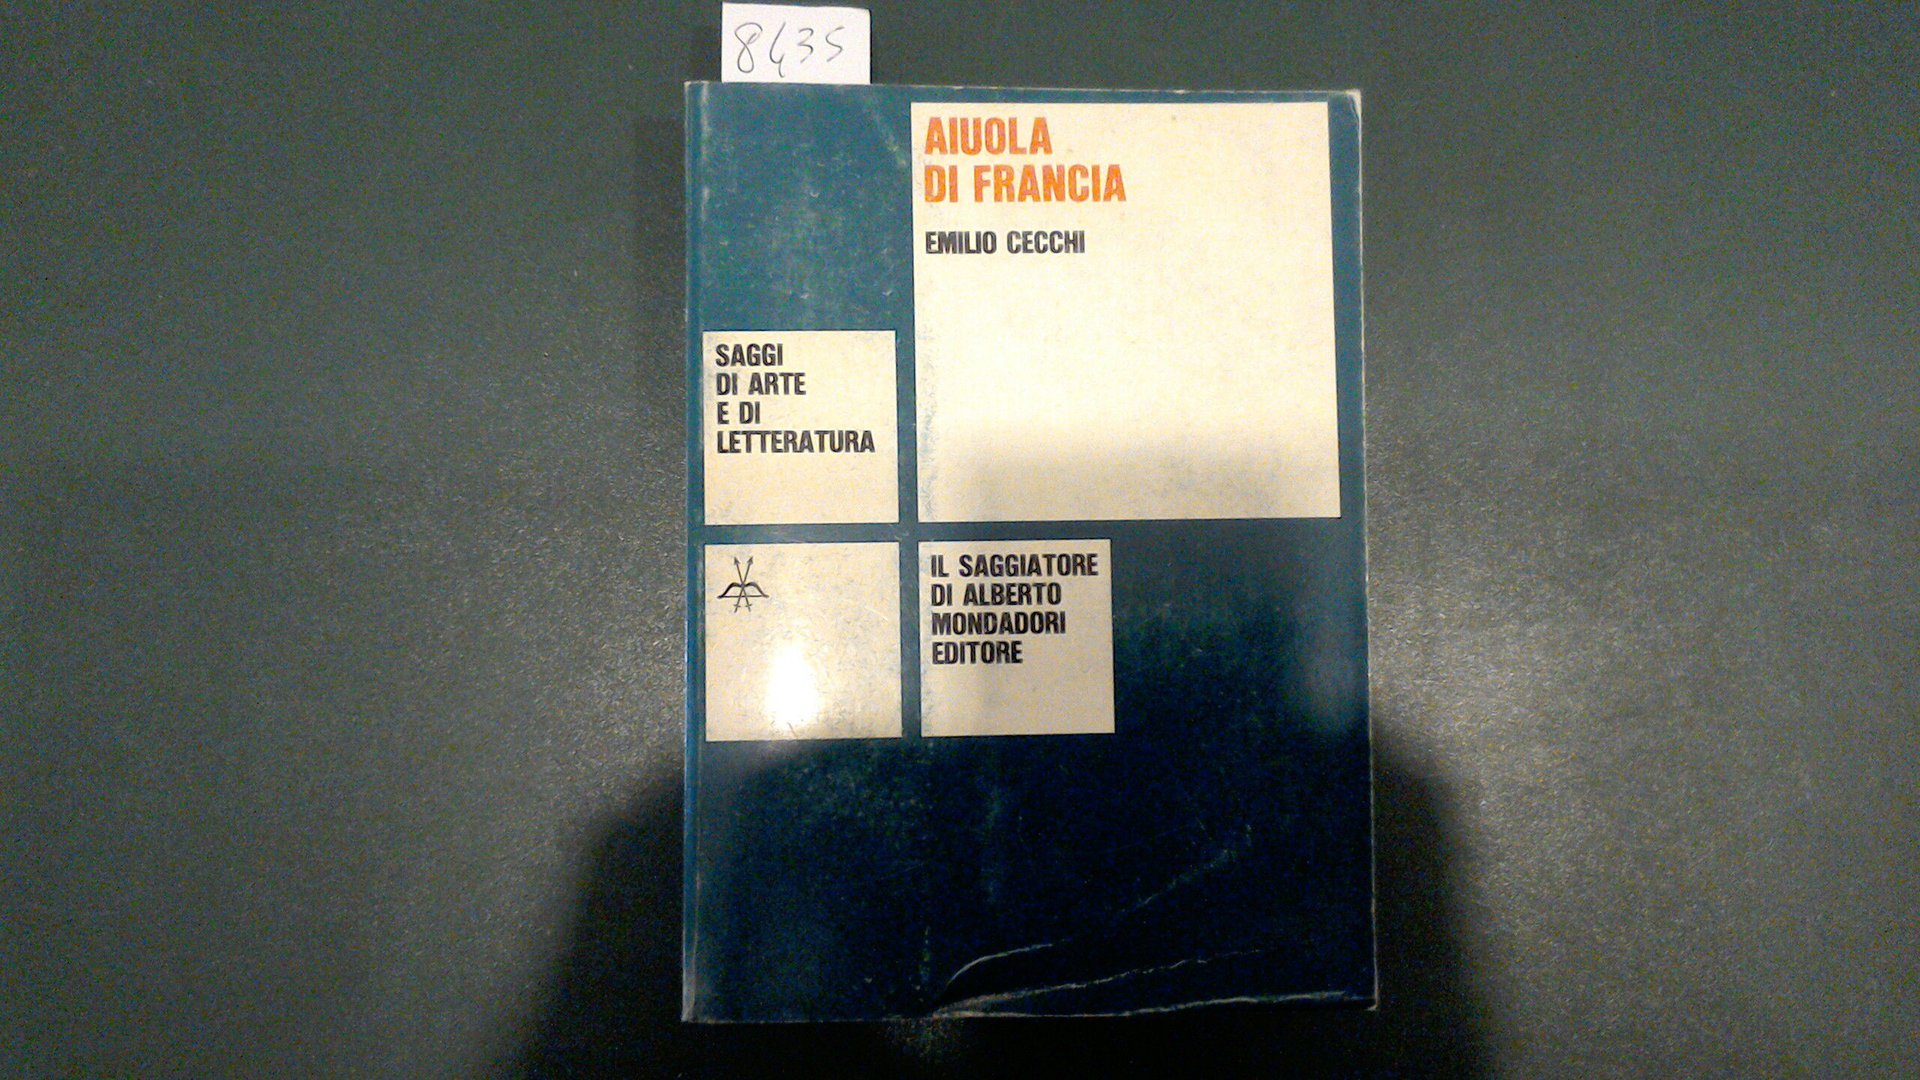 8435
AIUOLA
DI FRANCIA
EMILIO CECCHI
SAGGI
DI ARTE
E DI
LETTERATURA
IL SAGGIATORE
DI ALBERTO
MONDADORI
EDITORE